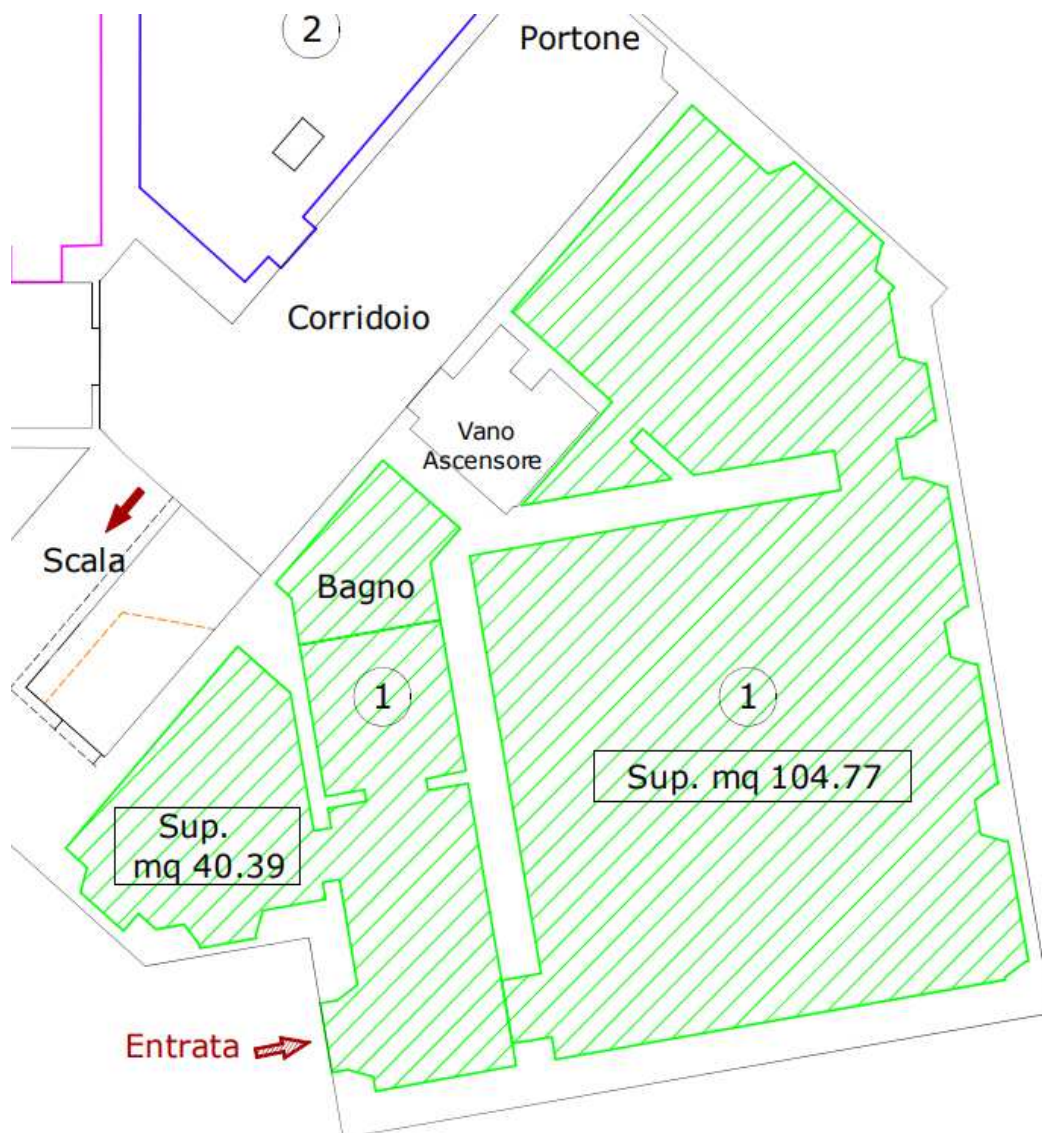 2
Portone
Corridoio
Vano
Ascensore
Scala
Bagno
1
1
Sup. mq 104.77
Sup.
mq 40.39
Entrata